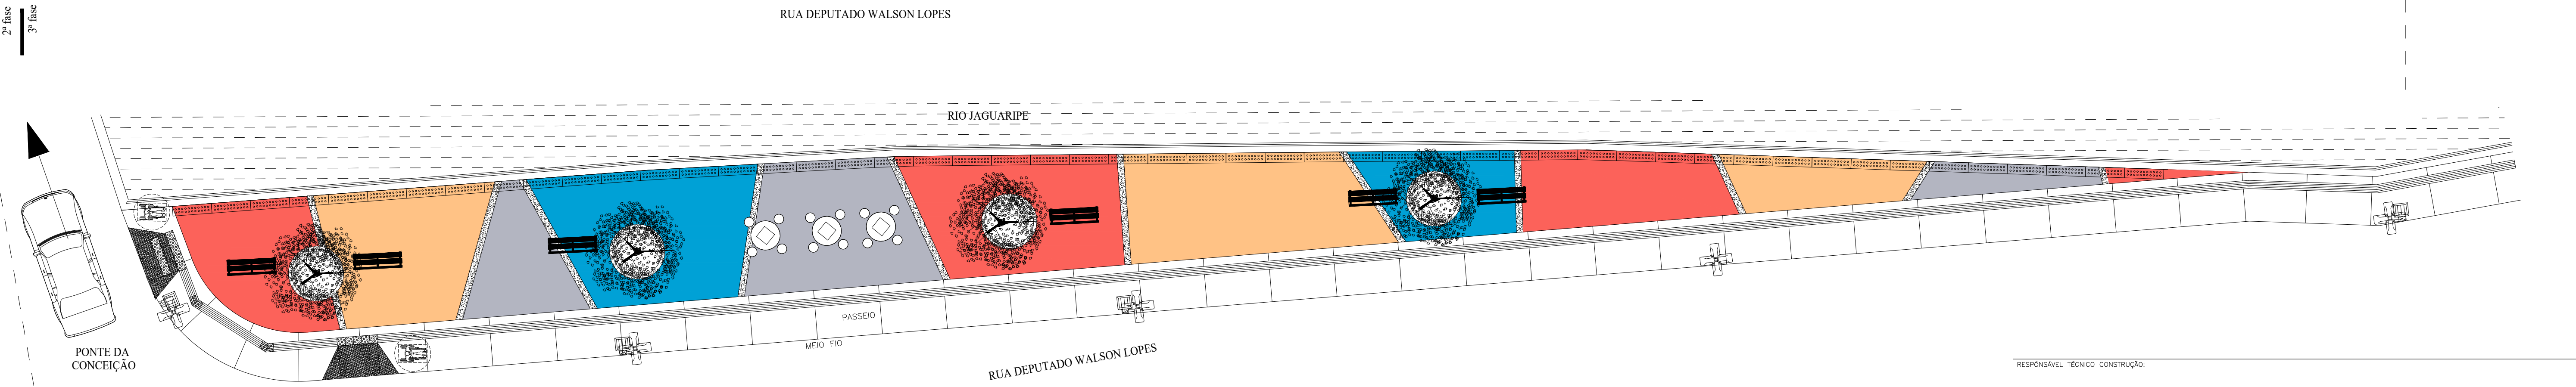 2ª fase
3ª fase
RUA DEPUTADO WALSON LOPES
RIO JAGUARIPE
PASSEIO
MEIO FIO
PONTE DA
CONCEIÇÃO
RUA DEPUTADO WALSON LOPES
RESPÓNSÁVEL TÉCNICO CONSTRUÇÃO: